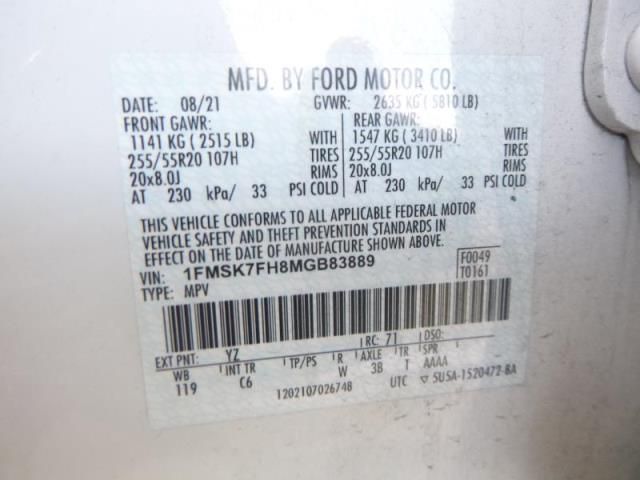 MFD. BY FORD MOTOR CO.
DATE: 08/21 GVWR: 2635 KG ( 5810 LB)
FRONT GAWR: REAR GAWR:
1141 KG ( 2515 LB) WITH 1547 KG ( 3410 LB) WITH
255/55R20 107H TIRES 255/55R20 107H TIRES
20x8.0J RIMS 20x8.0J RIMS
AT 230 kPa/ 33 PSI COLD AT 230 kPa/ 33 PSI COLD
THIS VEHICLE CONFORMS TO ALL APPLICABLE FEDERAL MOTOR
VEHICLE SAFETY AND THEFT PREVENTION STANDARDS IN
EFFECT ON THE DATE OF MANUFACTURE SHOWN ABOVE.
VIN: 1FMSK7FH8MGB83889 F0049
TYPE: MPV T0161
EXT PNT: YZ RC: 71 DSO:
WB INT TR TP/PS R AXLE TR SPR
119 C6 W 3B T AAAA
1202107026748 UTC ▽ 5USA-1520472-BA